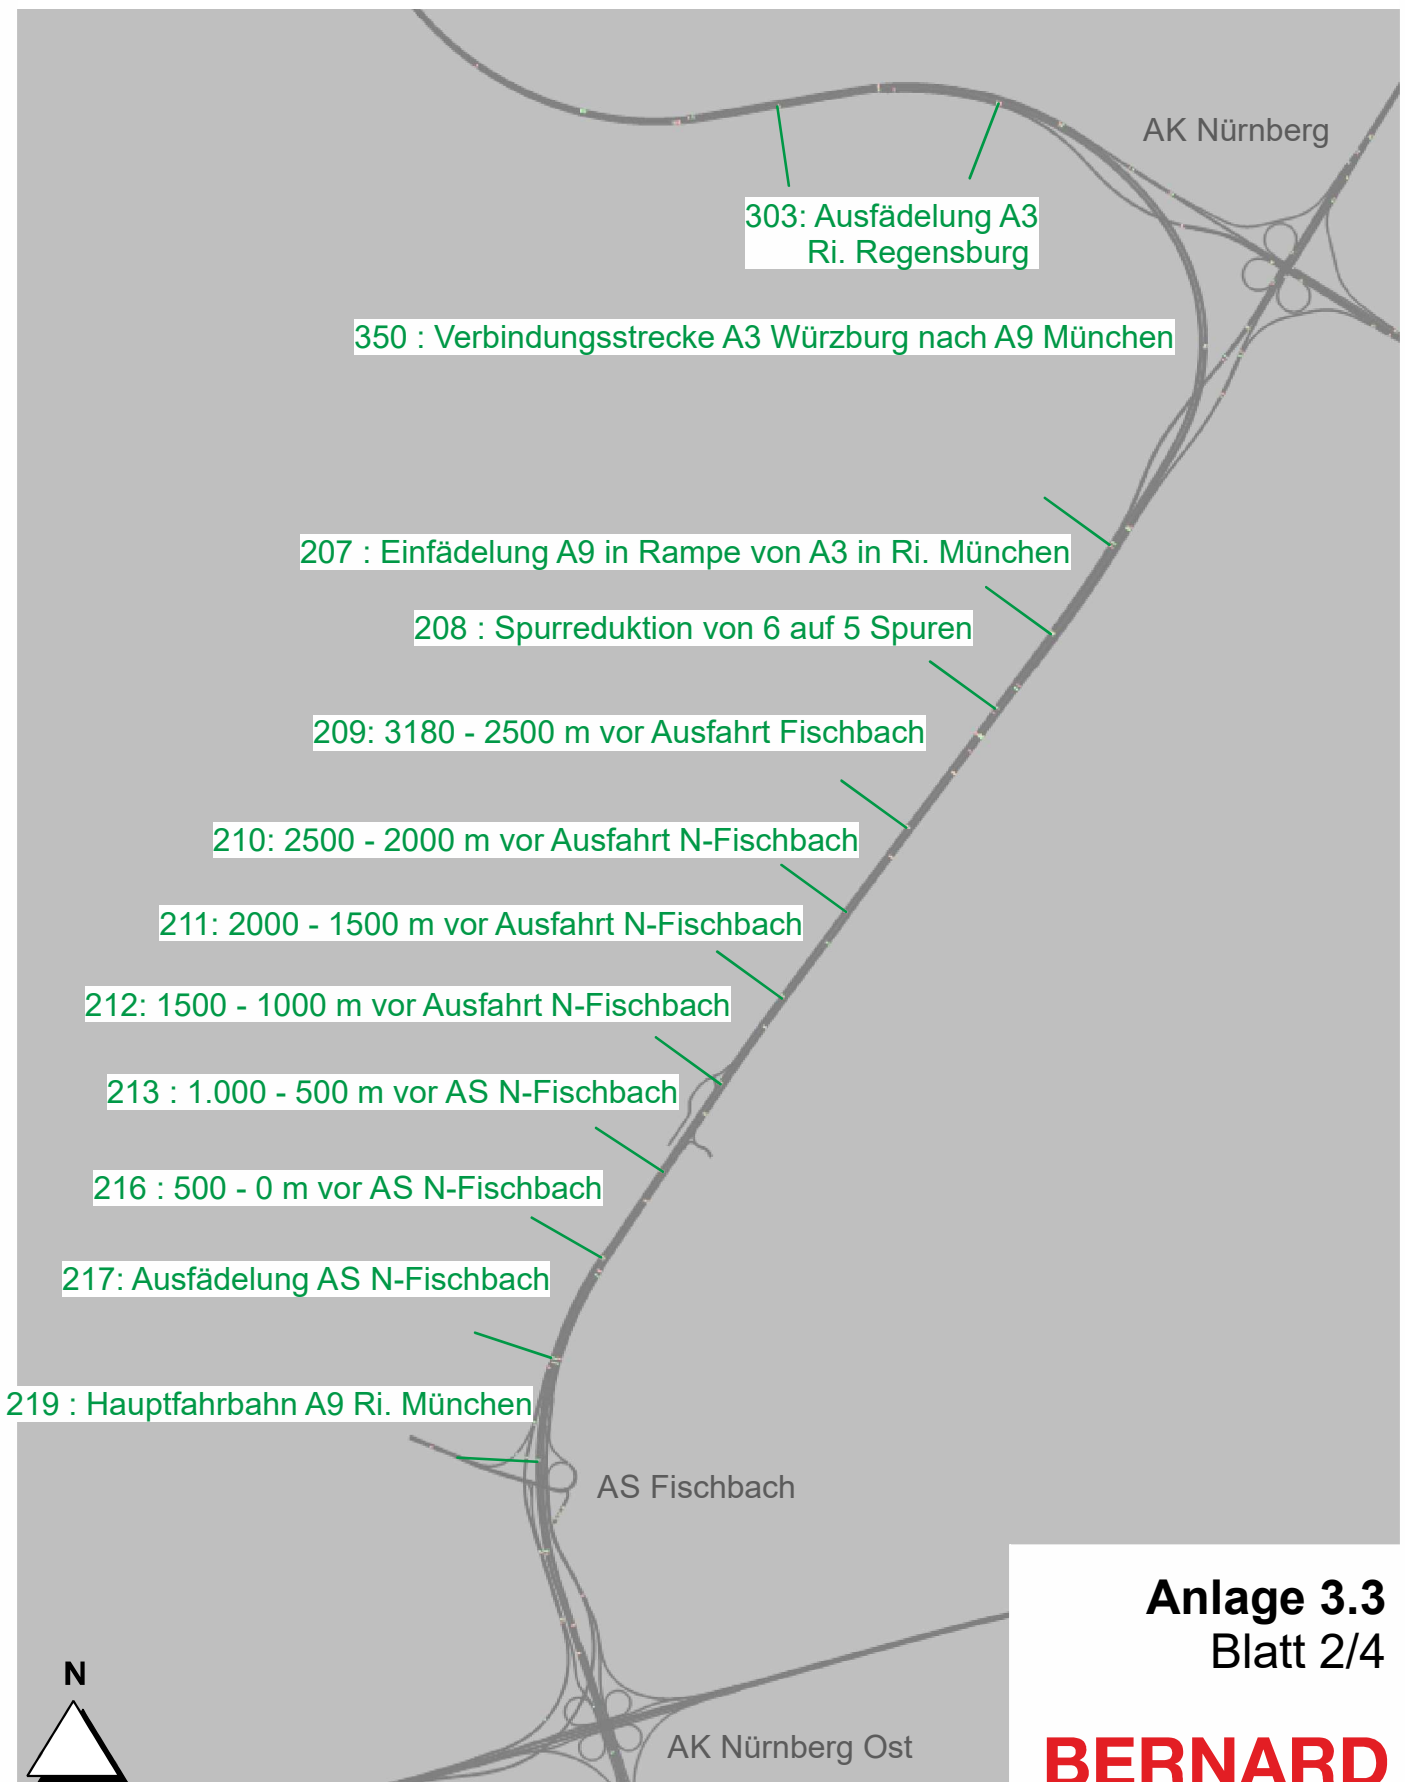 AK Nürnberg
303: Ausfädelung A3
Ri. Regensburg
350 : Verbindungsstrecke A3 Würzburg nach A9 München
207 : Einfädelung A9 in Rampe von A3 in Ri. München
208 : Spurreduktion von 6 auf 5 Spuren
209: 3180 - 2500 m vor Ausfahrt Fischbach
210: 2500 - 2000 m vor Ausfahrt N-Fischbach
211: 2000 - 1500 m vor Ausfahrt N-Fischbach
212: 1500 - 1000 m vor Ausfahrt N-Fischbach
213 : 1.000 - 500 m vor AS N-Fischbach
216 : 500 - 0 m vor AS N-Fischbach
217: Ausfädelung AS N-Fischbach
219 : Hauptfahrbahn A9 Ri. München
AS Fischbach
Anlage 3.3
Blatt 2/4
N
AK Nürnberg Ost
BERNARD